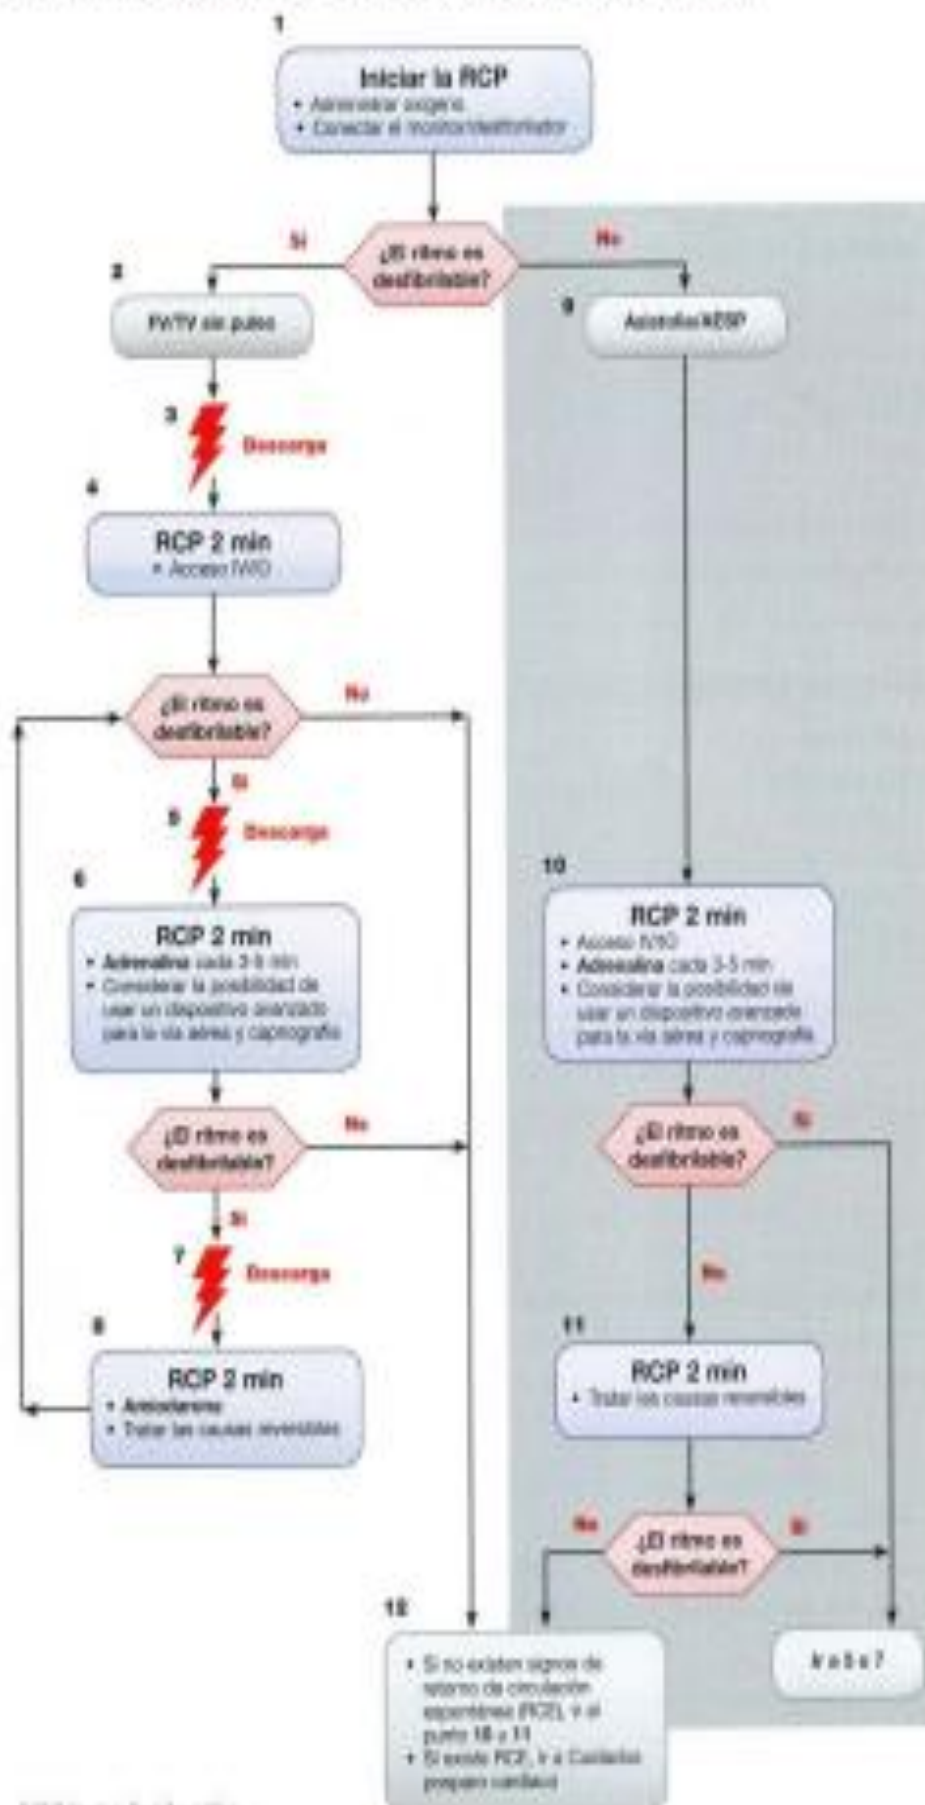 1
Iniciar la RCP
• Administrar oxígeno
• Conectar el monitor/desfibrilador
¿El ritmo es
desfibrilable?
Sí
No
2
FV/TV sin pulso
9
Asistolia/AESP
3
Descarga
4
RCP 2 min
• Acceso IV/IO
¿El ritmo es
desfibrilable?
No
Sí
5
Descarga
6
RCP 2 min
• Adrenalina cada 3-5 min
• Considerar la posibilidad de
usar un dispositivo avanzado
para la vía aérea y capnografía
10
RCP 2 min
• Acceso IV/IO
• Adrenalina cada 3-5 min
• Considerar la posibilidad de
usar un dispositivo avanzado
para la vía aérea y capnografía
¿El ritmo es
desfibrilable?
No
Sí
¿El ritmo es
desfibrilable?
Sí
No
7
Descarga
8
RCP 2 min
• Amiodarona
• Tratar las causas reversibles
11
RCP 2 min
• Tratar las causas reversibles
¿El ritmo es
desfibrilable?
No
Sí
12
• Si no existen signos de
retorno de circulación
espontánea (RCE), ir al
punto 10 u 11
• Si existe RCE, ir a Cuidados
posparo cardíaco
Ir a 5 o 7